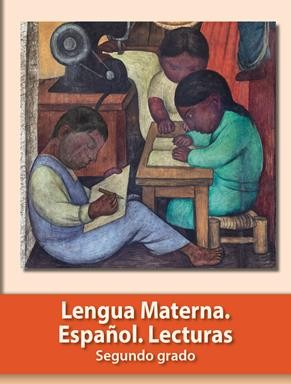 Lengua Materna.
Español. Lecturas
Segundo grado